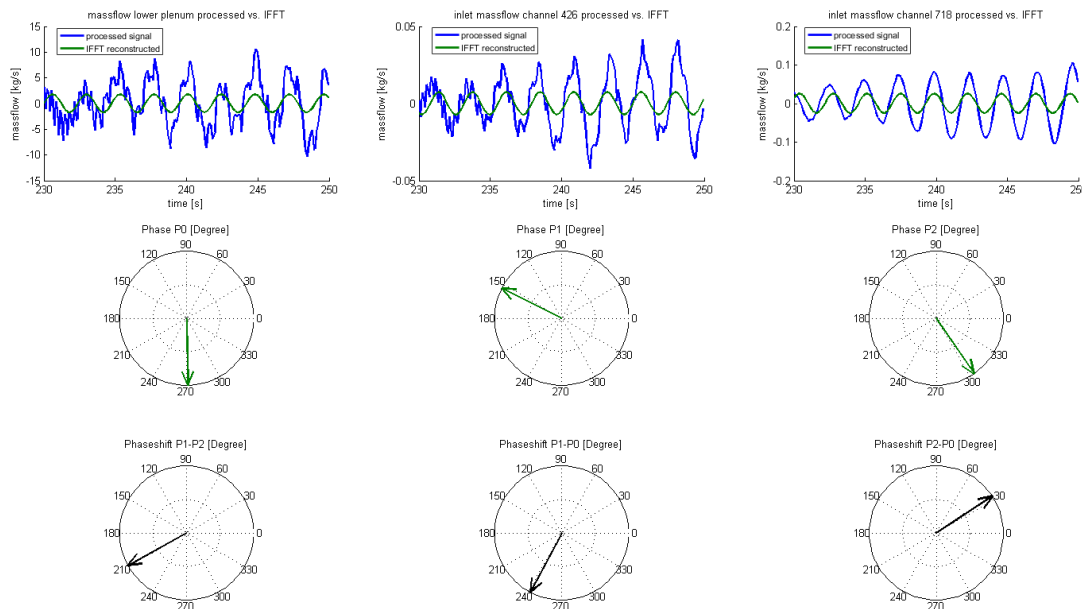 massflow lower plenum processed vs. IFFT
processed signal
IFFT reconstructed
massflow [kg/s]
15
10
5
0
-5
-10
-15
230 235 240 245 250
time [s]
inlet massflow channel 426 processed vs. IFFT
processed signal
IFFT reconstructed
massflow [kg/s]
0.05
0
-0.05
230 235 240 245 250
time [s]
inlet massflow channel 718 processed vs. IFFT
processed signal
IFFT reconstructed
massflow [kg/s]
0.2
0.1
0
-0.1
-0.2
230 235 240 245 250
time [s]
Phase P0 [Degree]
90
120 60
150 30
180 0
210 330
240 300
270
Phase P1 [Degree]
90
120 60
150 30
180 0
210 330
240 300
270
Phase P2 [Degree]
90
120 60
150 30
180 0
210 330
240 300
270
Phaseshift P1-P2 [Degree]
90
120 60
150 30
180 0
210 330
240 300
270
Phaseshift P1-P0 [Degree]
90
120 60
150 30
180 0
210 330
240 300
270
Phaseshift P2-P0 [Degree]
90
120 60
150 30
180 0
210 330
240 300
270